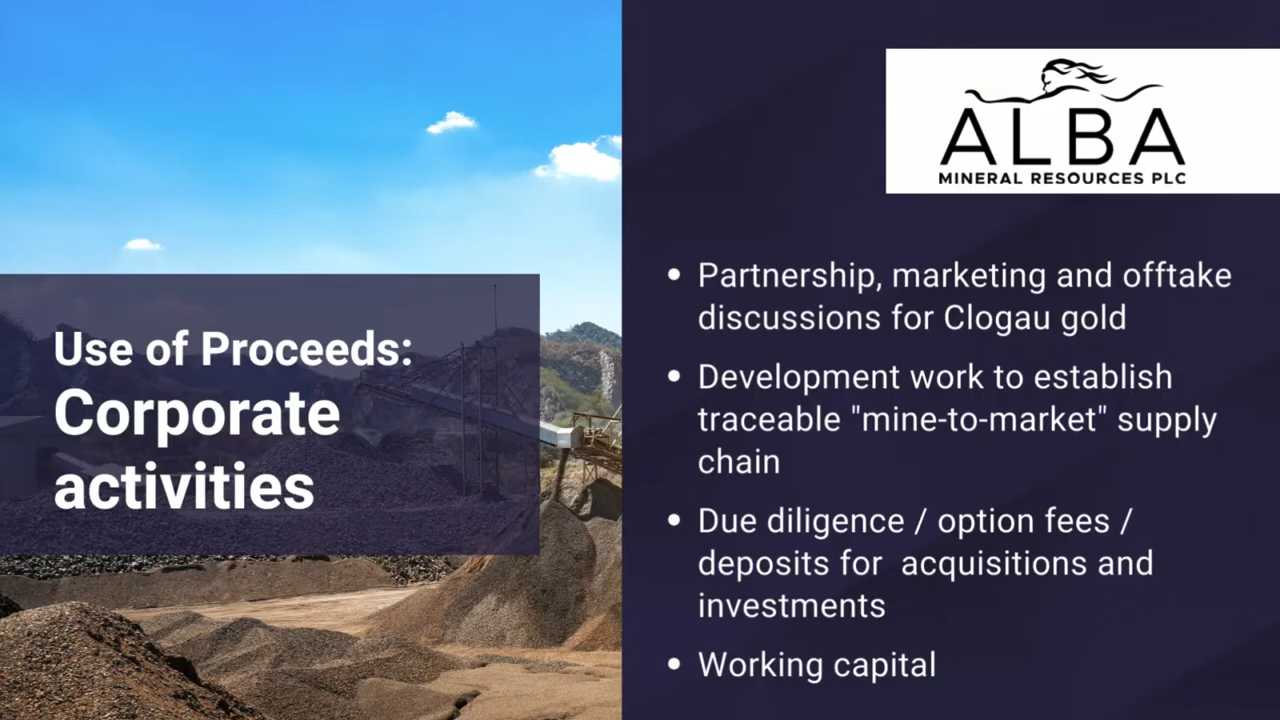 Use of Proceeds:
Corporate
activities
ALBA
MINERAL RESOURCES PLC
• Partnership, marketing and offtake
discussions for Clogau gold
• Development work to establish
traceable "mine-to-market" supply
chain
• Due diligence / option fees /
deposits for  acquisitions and
investments
• Working capital